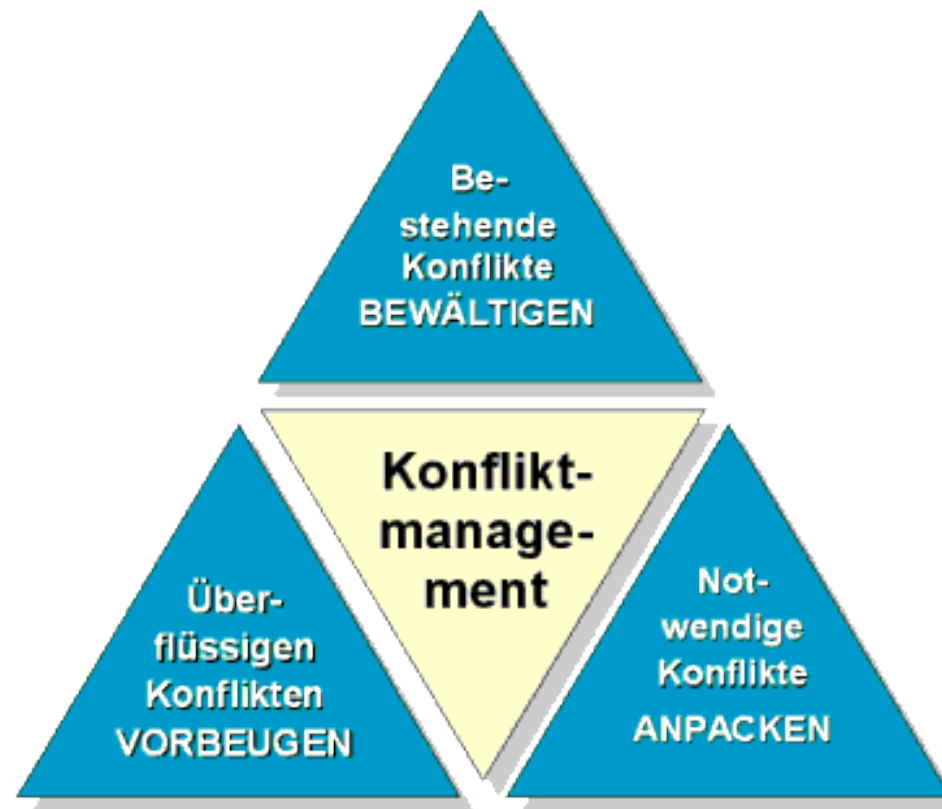 Be-
stehende
Konflikte
BEWÄLTIGEN
Konflikt-
manage-
ment
Über-
flüssigen
Konflikten
VORBEUGEN
Not-
wendige
Konflikte
ANPACKEN